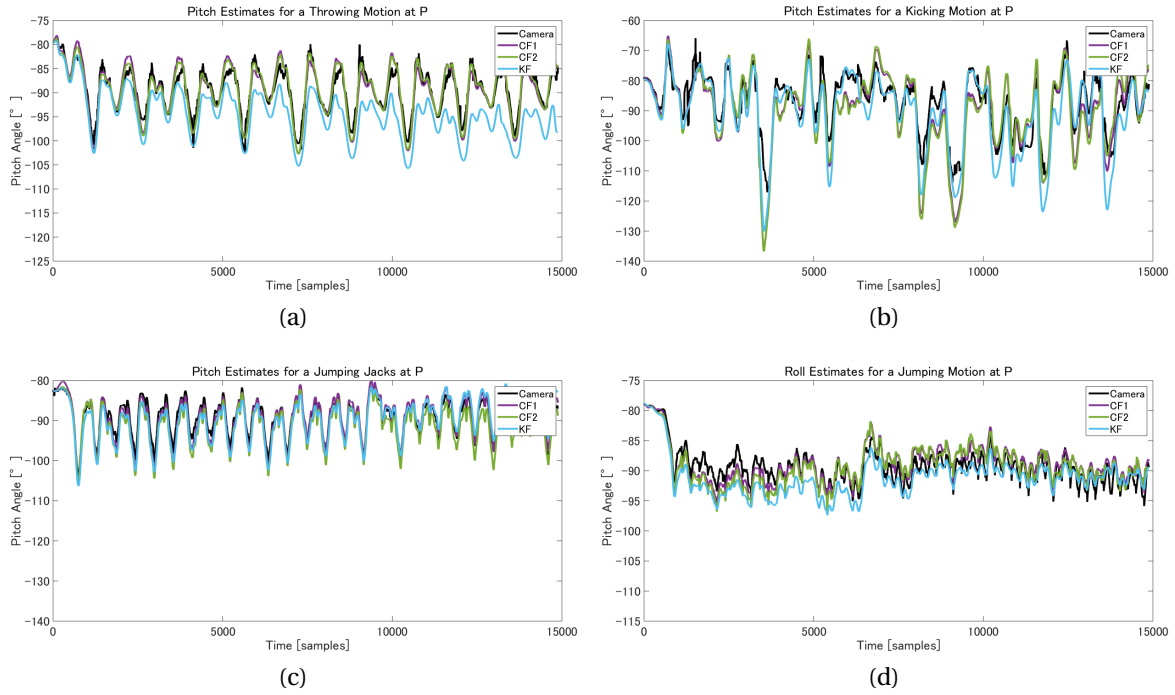 Pitch Estimates for a Throwing Motion at P
-75
-80
-85
-90
-95
-100
-105
-110
-115
-120
-125
Pitch Angle [° ]
0
5000
10000
15000
Time [samples]
Camera
CF1
CF2
KF
(a)
Pitch Estimates for a Kicking Motion at P
-60
-70
-80
-90
-100
-110
-120
-130
-140
Pitch Angle [° ]
0
5000
10000
15000
Time [samples]
Camera
CF1
CF2
KF
(b)
Pitch Estimates for a Jumping Jacks at P
-80
-90
-100
-110
-120
-130
-140
Pitch Angle [° ]
0
5000
10000
15000
Time [samples]
Camera
CF1
CF2
KF
(c)
Roll Estimates for a Jumping Motion at P
-75
-80
-85
-90
-95
-100
-105
-110
-115
Pitch Angle [° ]
0
5000
10000
15000
Time [samples]
Camera
CF1
CF2
KF
(d)